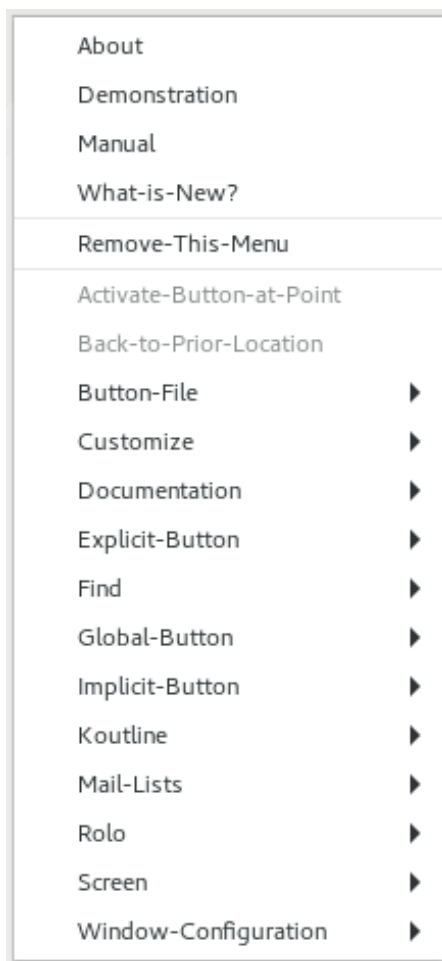 About
Demonstration
Manual
What-is-New?
Remove-This-Menu
Activate-Button-at-Point
Back-to-Prior-Location
Button-File
Customize
Documentation
Explicit-Button
Find
Global-Button
Implicit-Button
Koutline
Mail-Lists
Rolo
Screen
Window-Configuration